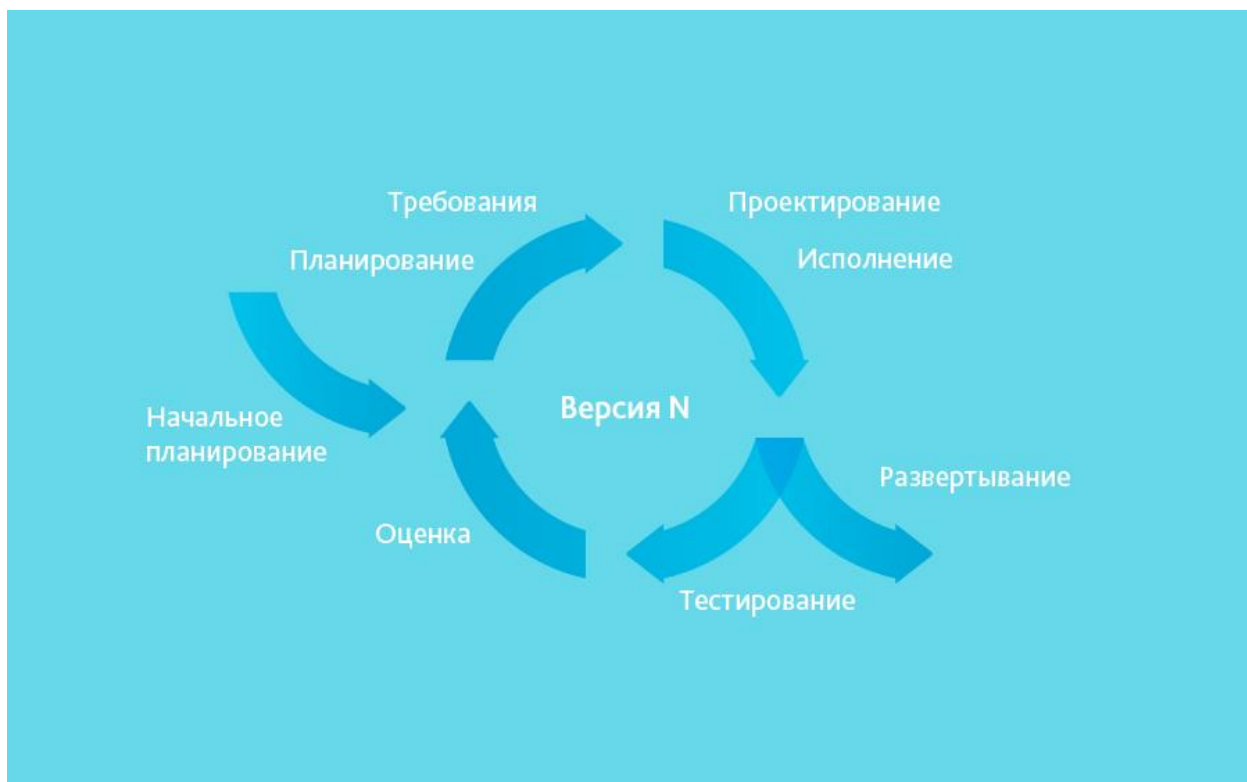 Требования
Проектирование
Планирование
Исполнение
Версия N
Начальное
планирование
Развертывание
Оценка
Тестирование